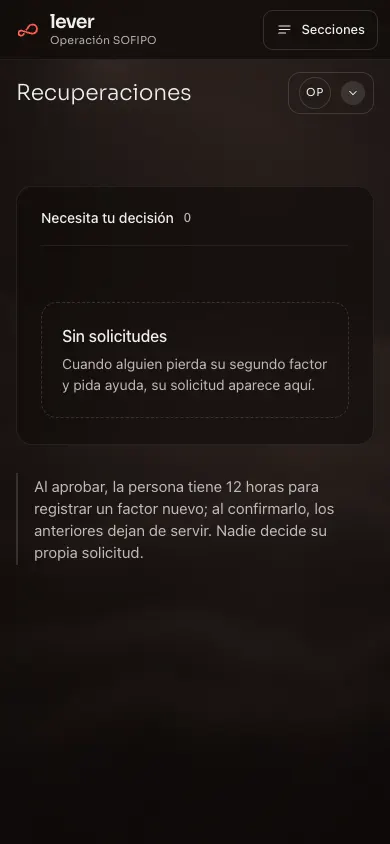 lever
Operación SOFIPO
Secciones
Recuperaciones
OP
Necesita tu decisión 0
Sin solicitudes
Cuando alguien pierda su segundo factor
y pida ayuda, su solicitud aparece aquí.
Al aprobar, la persona tiene 12 horas para
registrar un factor nuevo; al confirmarlo, los
anteriores dejan de servir. Nadie decide su
propia solicitud.